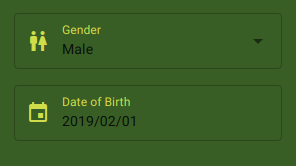 Gender
Male
Date of Birth
2019/02/01